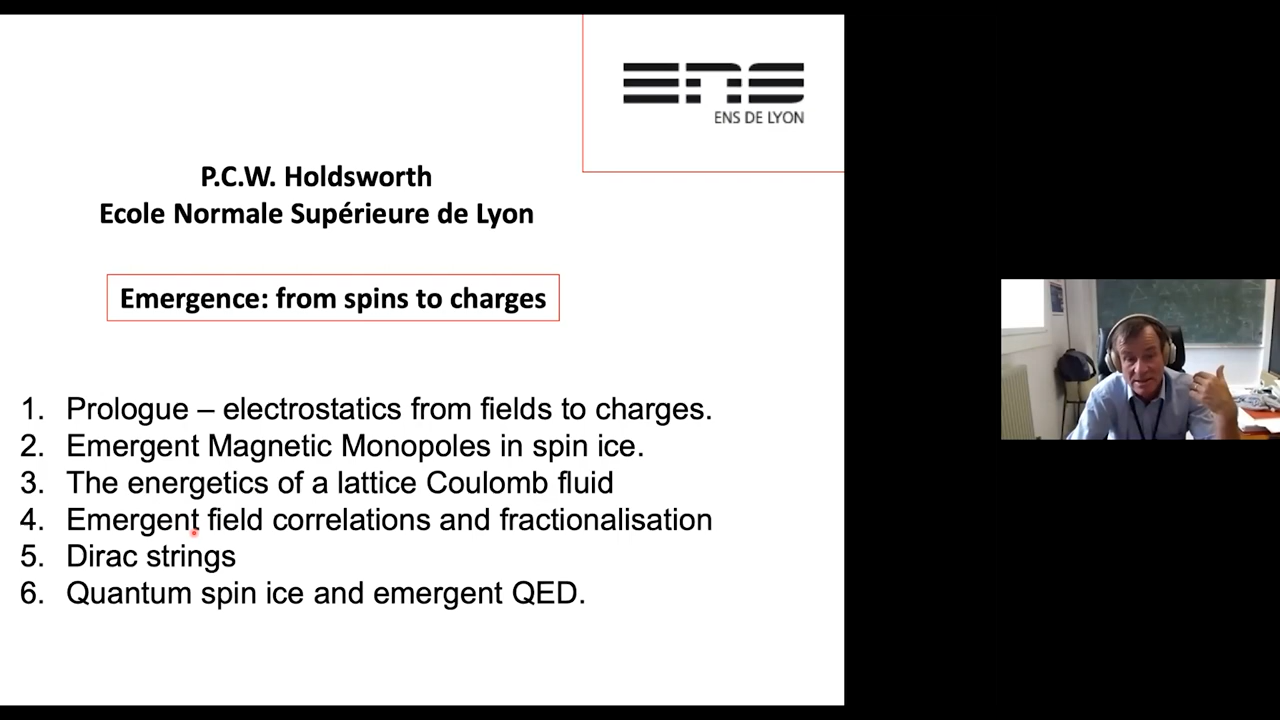 ENS
ENS DE LYON
P.C.W. Holdsworth
Ecole Normale Supérieure de Lyon
Emergence: from spins to charges
1. Prologue – electrostatics from fields to charges.
2. Emergent Magnetic Monopoles in spin ice.
3. The energetics of a lattice Coulomb fluid
4. Emergent field correlations and fractionalisation
5. Dirac strings
6. Quantum spin ice and emergent QED.